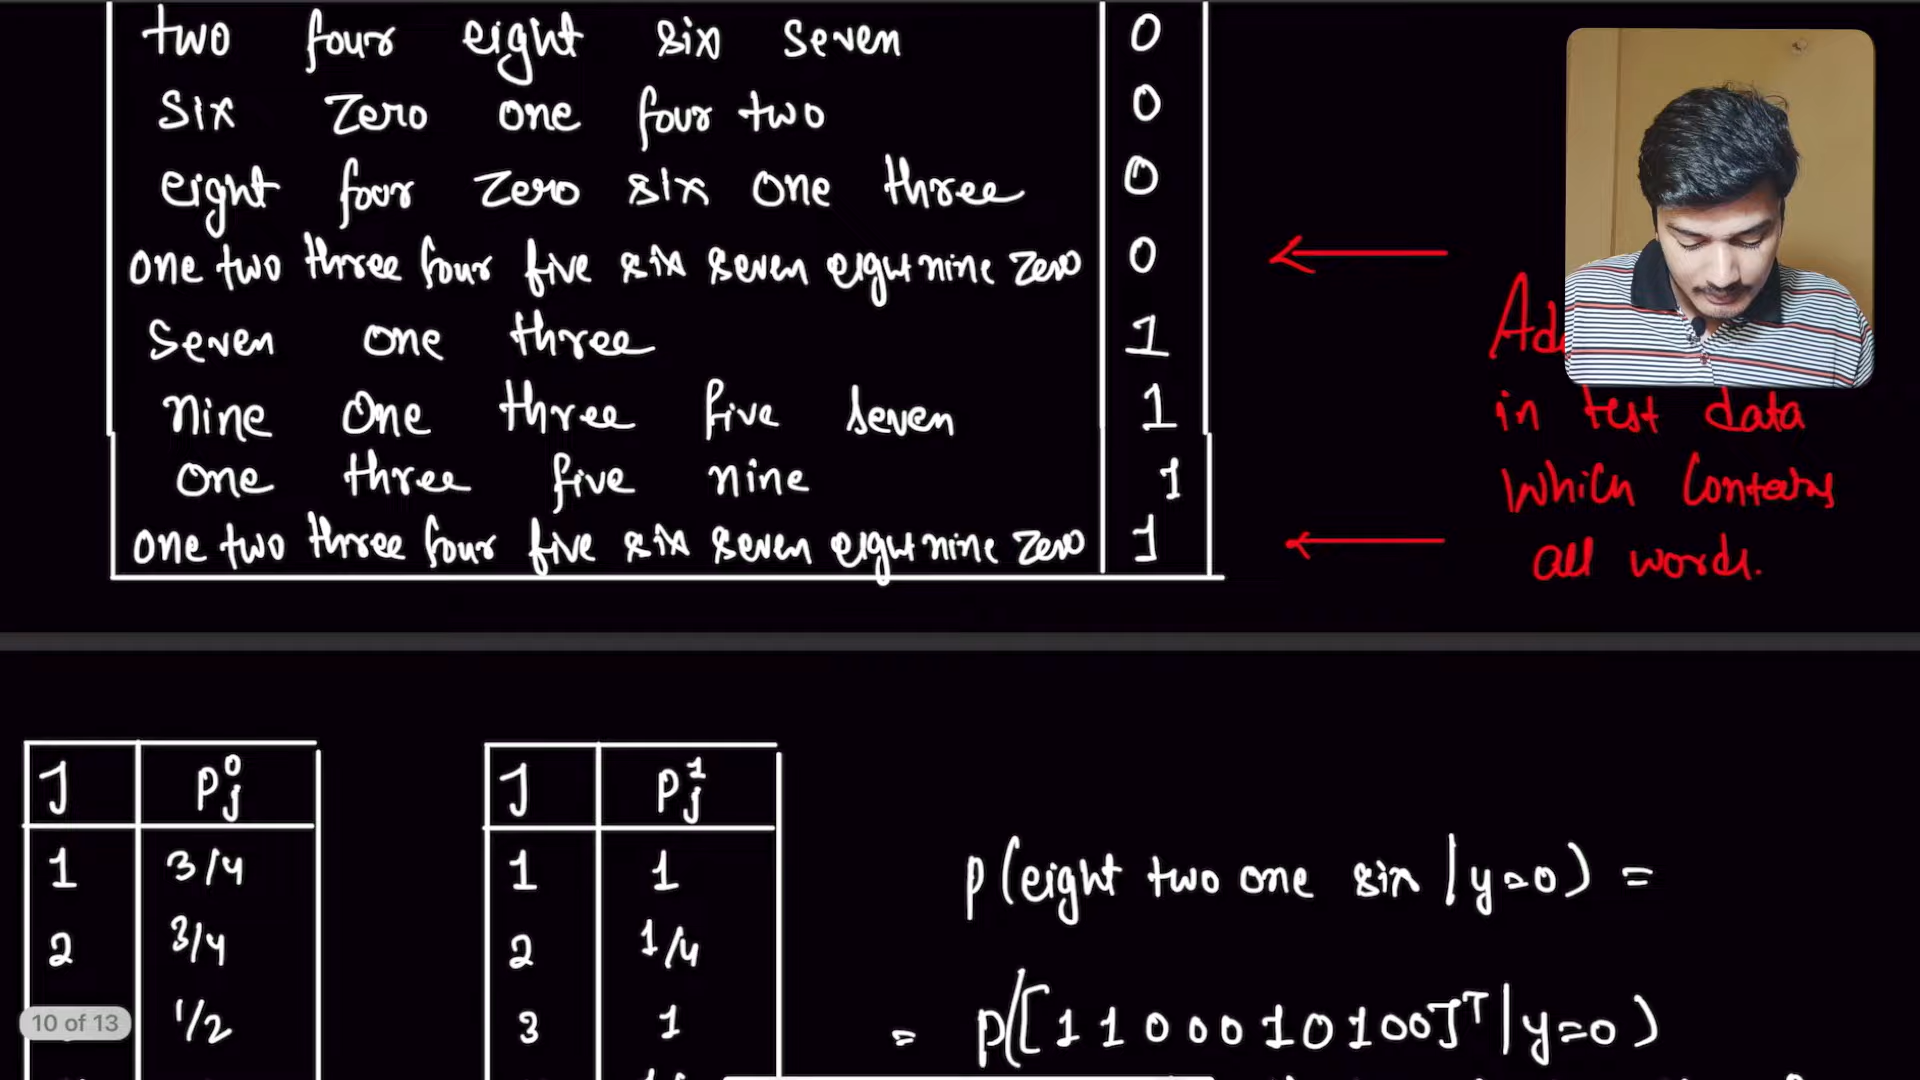 two four eight six seven 0
six zero one four two 0
eight four zero six one three 0
one two three four five six seven eight nine zero 0
seven one three 1
nine one three five seven 1
one three five nine 1
one two three four five six seven eight nine zero 1
in test data
which contains
all words.
J P_j^0
1 3/4
2 3/4
1/2
J P_j^1
1 1
2 1/4
3 1
P(eight two one six | y=0) =
= P([1 1 0 0 0 1 0 1 0 0]^T | y=0)
10 of 13